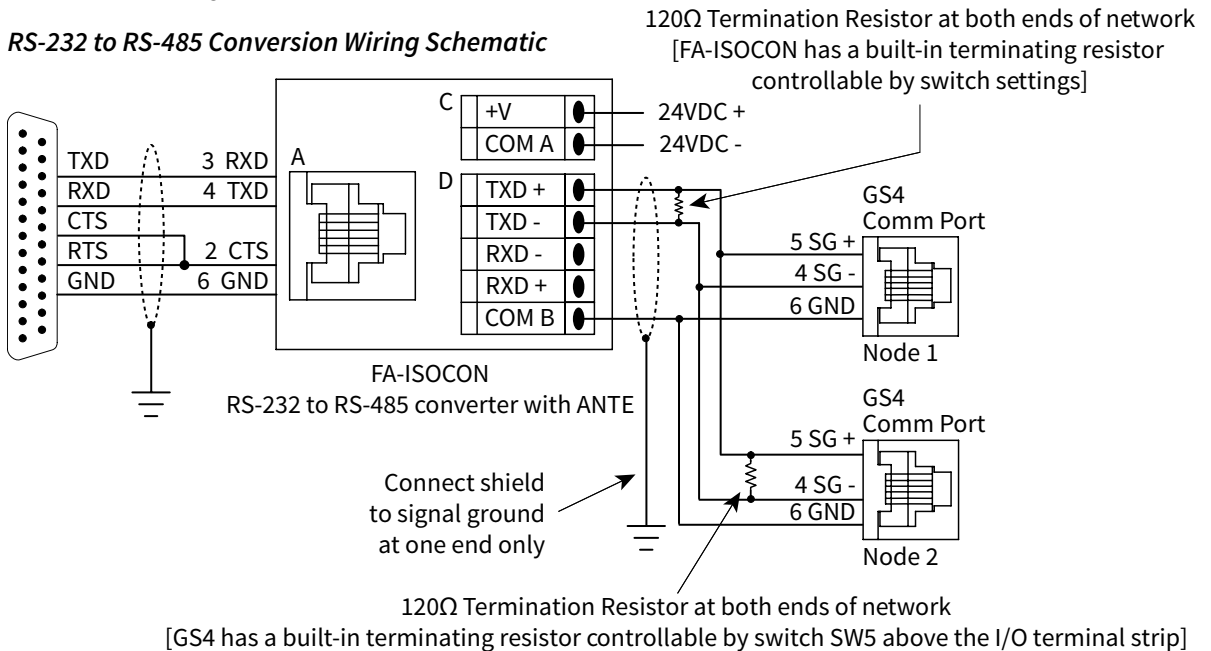 RS-232 to RS-485 Conversion Wiring Schematic
120Ω Termination Resistor at both ends of network
[FA-ISOCON has a built-in terminating resistor
controllable by switch settings]
TXD
RXD
CTS
RTS
GND
3 RXD
4 TXD
2 CTS
6 GND
A
C
+V
COM A
24VDC +
24VDC -
D
TXD +
TXD -
RXD -
RXD +
COM B
FA-ISOCON
RS-232 to RS-485 converter with ANTE
GS4
Comm Port
5 SG +
4 SG -
6 GND
Node 1
GS4
Comm Port
5 SG +
4 SG -
6 GND
Node 2
Connect shield
to signal ground
at one end only
120Ω Termination Resistor at both ends of network
[GS4 has a built-in terminating resistor controllable by switch SW5 above the I/O terminal strip]